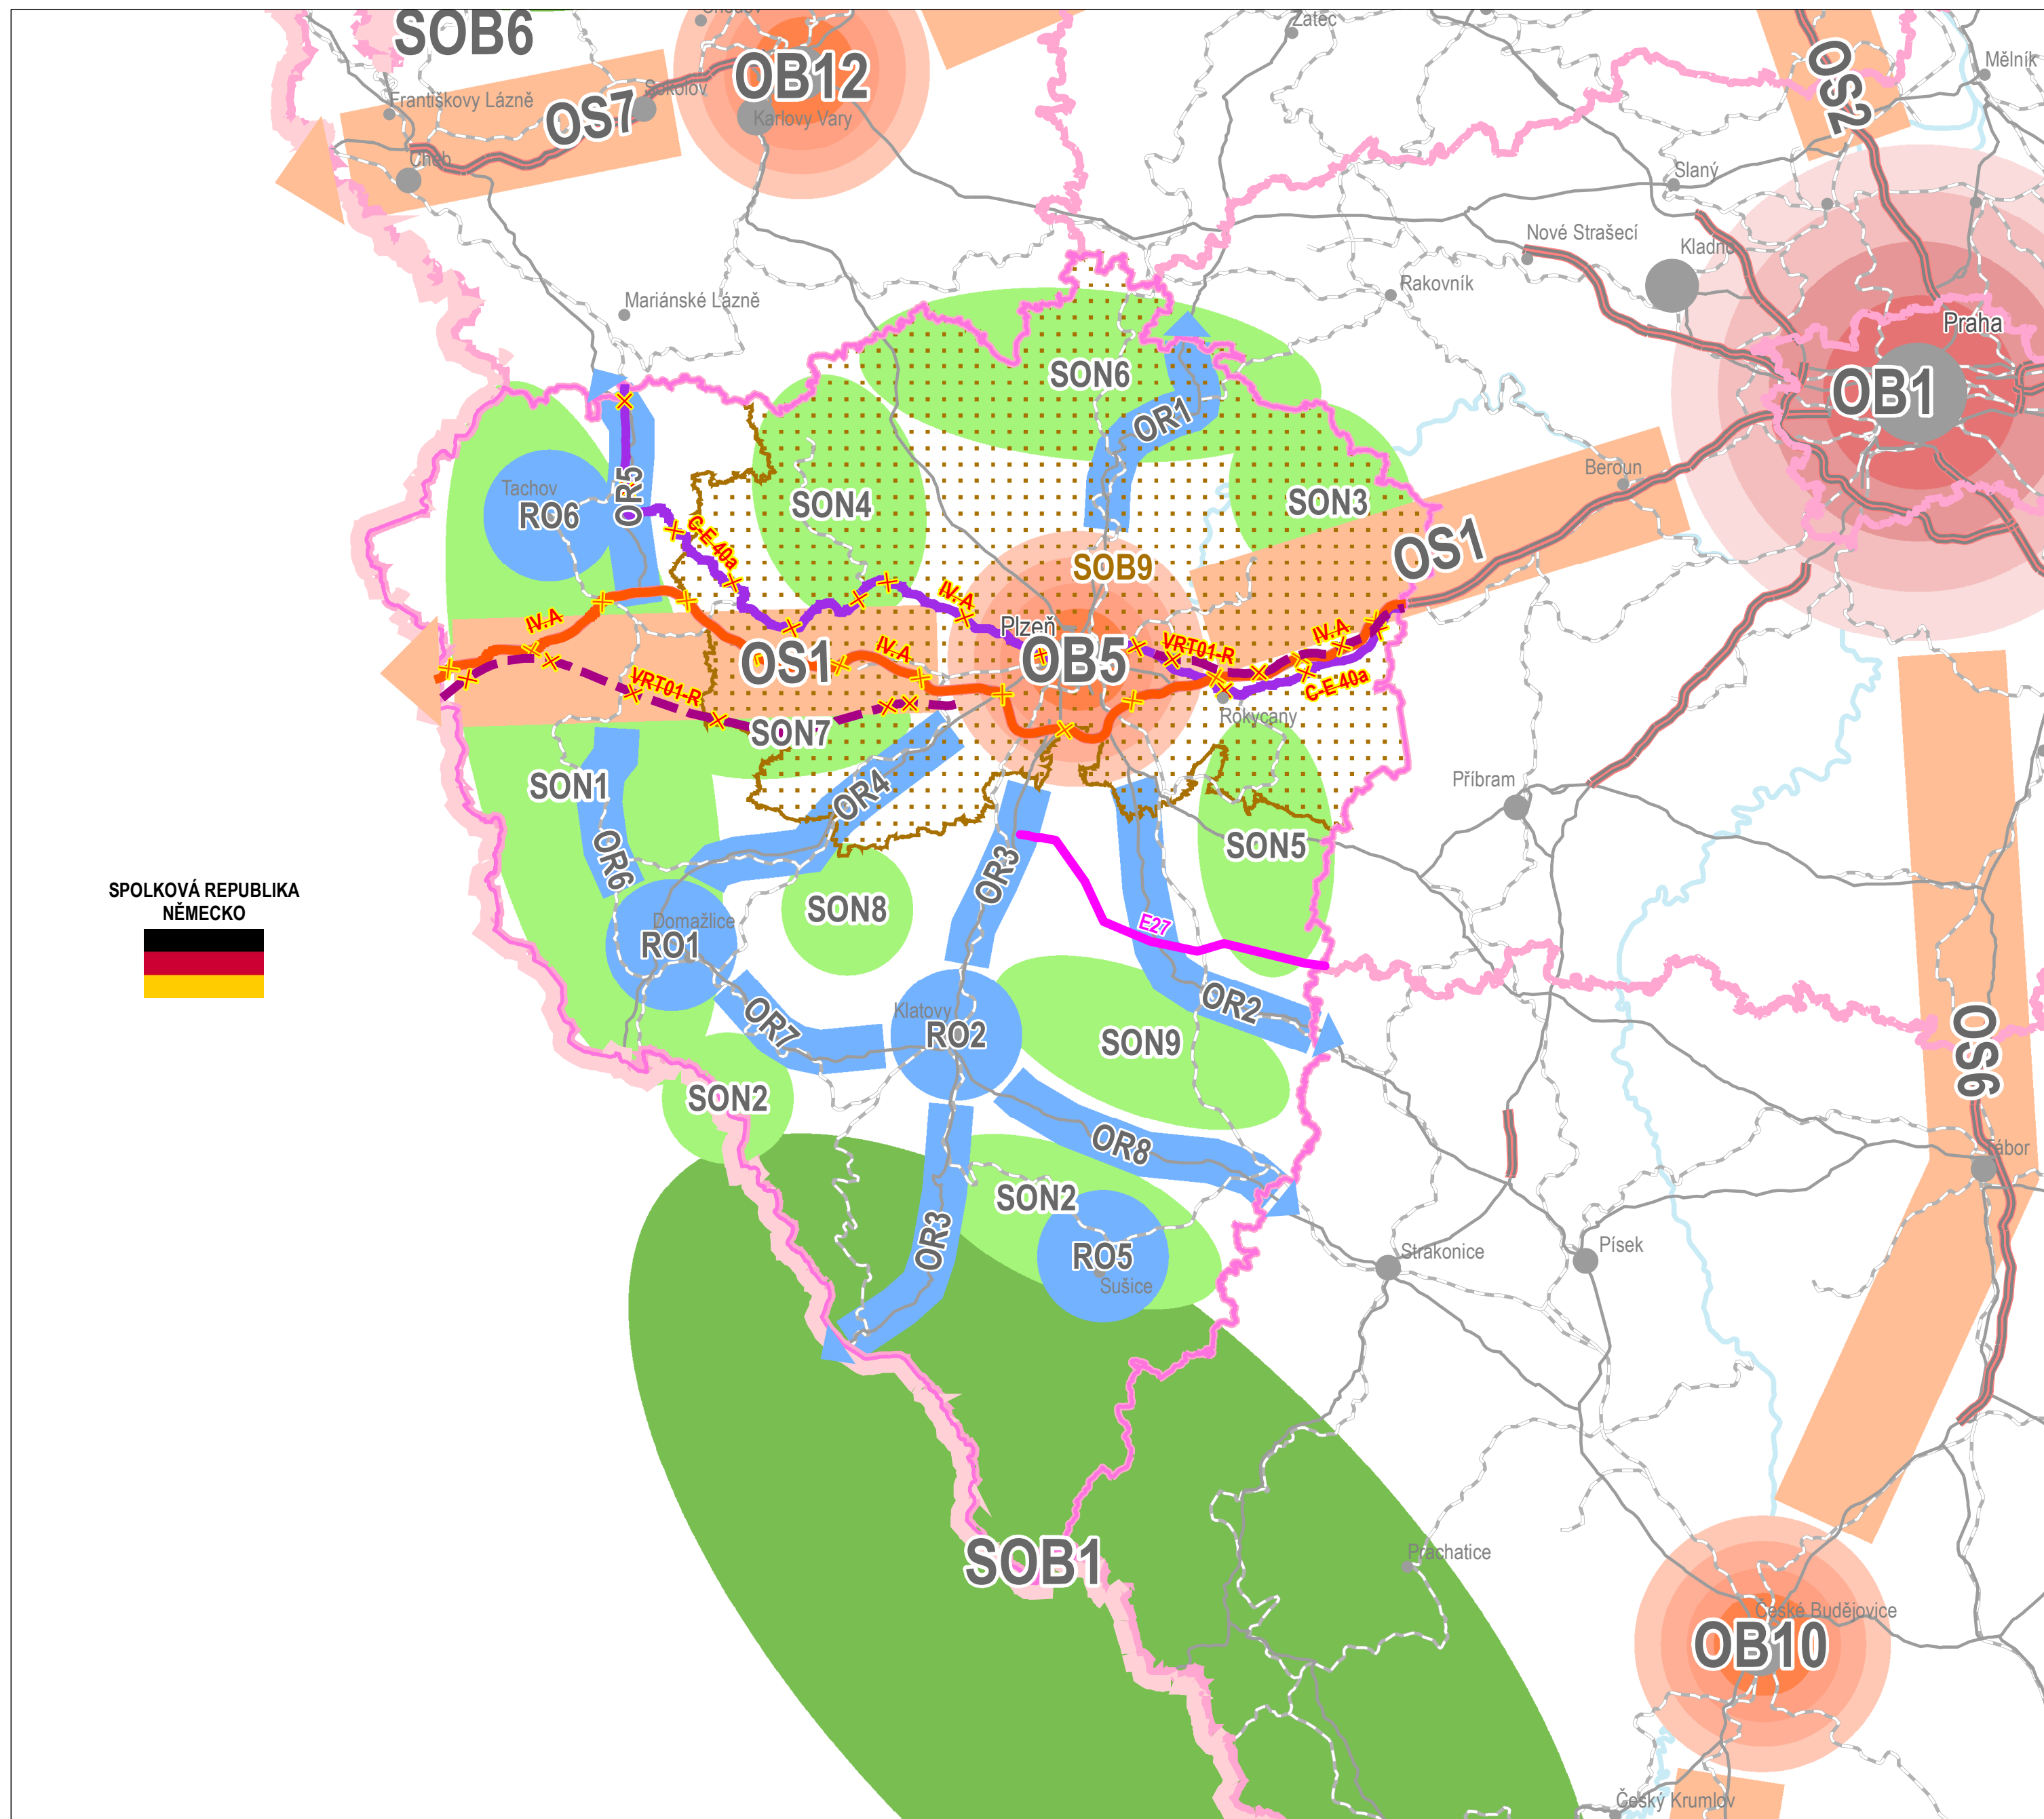 Žatec
SOB6
OB12
OS2
Mělník
Františkovy Lázně
Sokolov
OS7
Karlovy Vary
Cheb
Slaný
Nové Strašecí
Kladno
Rakovník
Mariánské Lázně
Praha
SON6
OB1
OR1
Beroun
Tachov
RO6
OR5
SON4
SON3
C-E-40a
OS1
SOB9
IV.A
IV.A
Plzeň
VRT01-R
IV.A
OS1
IV.A
OB5
C-E-40a
VRT01-R
Rokycany
SON7
SON1
OR4
Příbram
OR6
OR3
SON5
SPOLKOVÁ REPUBLIKA
NĚMECKO
SON8
Domažlice
RO1
E27
OR7
Klatovy
RO2
OR2
SON9
OS6
SON2
OR8
Tábor
SON2
OR3
RO5
Sušice
Strakonice
Písek
SOB1
Prachatice
České Budějovice
OB10
Český Krumlov